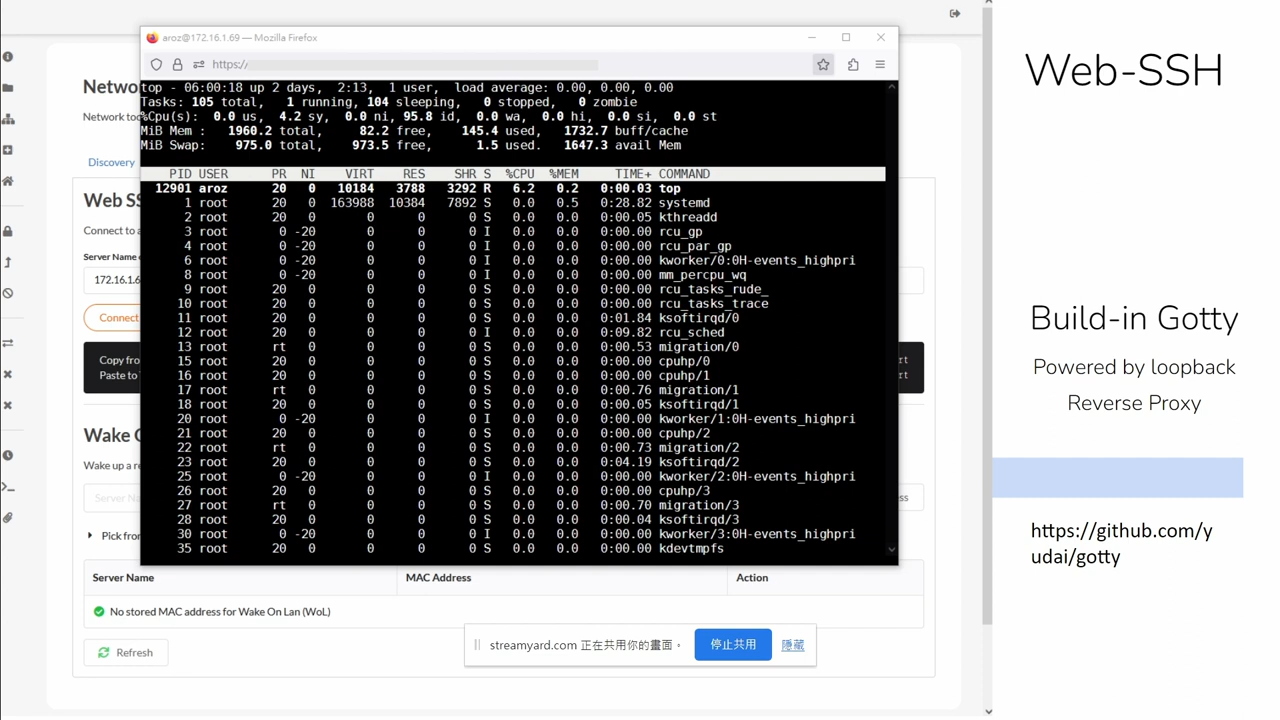 aroz@172.16.1.69 — Mozilla Firefox
https://
top - 06:00:18 up 2 days, 2:13, 1 user, load average: 0.00, 0.00, 0.00
Tasks: 105 total, 1 running, 104 sleeping, 0 stopped, 0 zombie
%Cpu(s): 0.0 us, 4.2 sy, 0.0 ni, 95.8 id, 0.0 wa, 0.0 hi, 0.0 si, 0.0 st
MiB Mem : 1960.2 total, 82.2 free, 145.4 used, 1732.7 buff/cache
MiB Swap: 975.0 total, 973.5 free, 1.5 used. 1647.3 avail Mem
PID USER PR NI VIRT RES SHR S %CPU %MEM TIME+ COMMAND
12901 aroz 20 0 10184 3788 3292 R 6.2 0.2 0:00.03 top
1 root 20 0 163988 10384 7892 S 0.0 0.5 0:28.82 systemd
2 root 20 0 0 0 0 S 0.0 0.0 0:00.05 kthreadd
3 root 0 -20 0 0 0 I 0.0 0.0 0:00.00 rcu_gp
4 root 0 -20 0 0 0 I 0.0 0.0 0:00.00 rcu_par_gp
6 root 0 -20 0 0 0 I 0.0 0.0 0:00.00 kworker/0:0H-events_highpri
8 root 0 -20 0 0 0 I 0.0 0.0 0:00.00 mm_percpu_wq
9 root 20 0 0 0 0 S 0.0 0.0 0:00.00 rcu_tasks_rude_
10 root 20 0 0 0 0 S 0.0 0.0 0:00.00 rcu_tasks_trace
11 root 20 0 0 0 0 S 0.0 0.0 0:01.84 ksoftirqd/0
12 root 20 0 0 0 0 I 0.0 0.0 0:09.82 rcu_sched
13 root rt 0 0 0 0 S 0.0 0.0 0:00.53 migration/0
15 root 20 0 0 0 0 S 0.0 0.0 0:00.00 cpuhp/0
16 root 20 0 0 0 0 S 0.0 0.0 0:00.00 cpuhp/1
17 root rt 0 0 0 0 S 0.0 0.0 0:00.76 migration/1
18 root 20 0 0 0 0 S 0.0 0.0 0:00.05 ksoftirqd/1
20 root 0 -20 0 0 0 I 0.0 0.0 0:00.00 kworker/1:0H-events_highpri
21 root 20 0 0 0 0 S 0.0 0.0 0:00.00 cpuhp/2
22 root rt 0 0 0 0 S 0.0 0.0 0:00.73 migration/2
23 root 20 0 0 0 0 S 0.0 0.0 0:04.19 ksoftirqd/2
25 root 0 -20 0 0 0 I 0.0 0.0 0:00.00 kworker/2:0H-events_highpri
26 root 20 0 0 0 0 S 0.0 0.0 0:00.00 cpuhp/3
27 root rt 0 0 0 0 S 0.0 0.0 0:00.70 migration/3
28 root 20 0 0 0 0 S 0.0 0.0 0:00.04 ksoftirqd/3
30 root 0 -20 0 0 0 I 0.0 0.0 0:00.00 kworker/3:0H-events_highpri
35 root 20 0 0 0 0 S 0.0 0.0 0:00.00 kdevtmpfs
Netwo
Network to
Discovery
Web SS
Connect to a
Server Name
172.16.1.6
Connect
Copy fro
Paste to
Wake O
Wake up a re
Server Na
Pick from
Server Name MAC Address Action
No stored MAC address for Wake On Lan (WoL)
Refresh
streamyard.com 正在共用你的畫面。 停止共用 隱藏
Web-SSH
Build-in Gotty
Powered by loopback
Reverse Proxy
https://github.com/y
udai/gotty